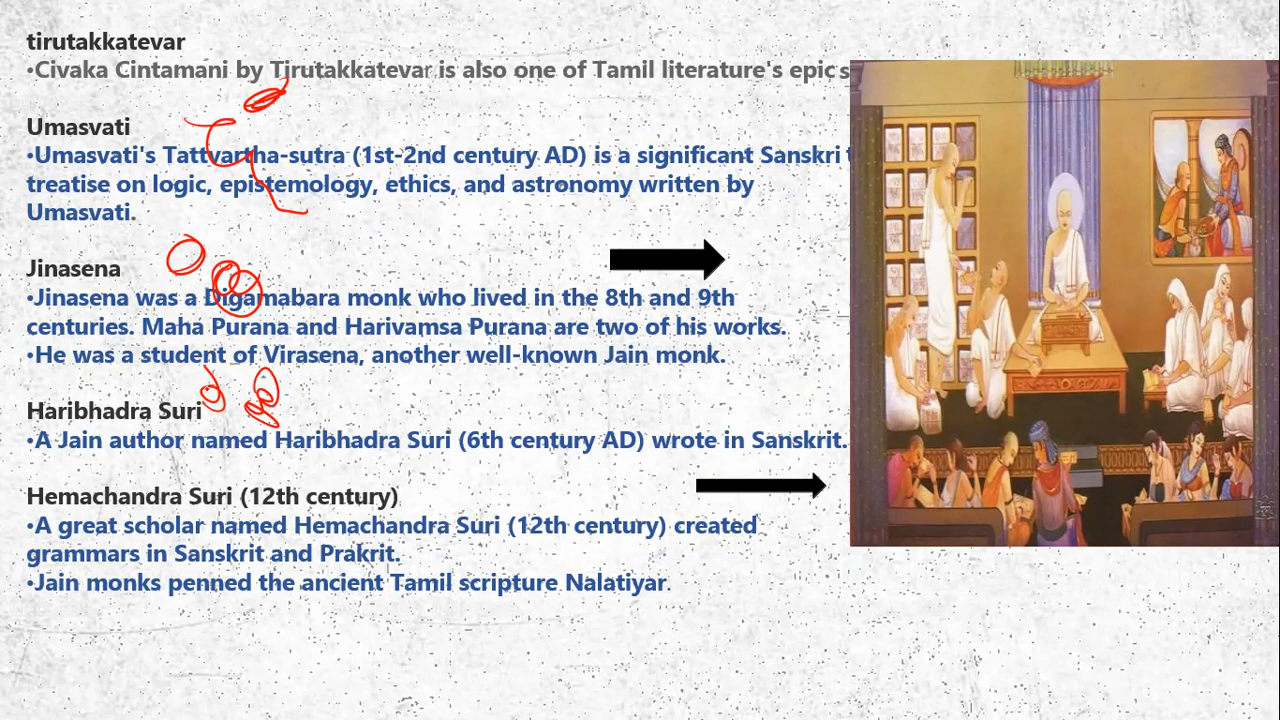 tirutakkatevar
•Civaka Cintamani by Tirutakkatevar is also one of Tamil literature's epics
Umasvati
•Umasvati's Tattvartha-sutra (1st-2nd century AD) is a significant Sanskrit
treatise on logic, epistemology, ethics, and astronomy written by
Umasvati.
Jinasena
•Jinasena was a Digamabara monk who lived in the 8th and 9th
centuries. Maha Purana and Harivamsa Purana are two of his works.
•He was a student of Virasena, another well-known Jain monk.
Haribhadra Suri
•A Jain author named Haribhadra Suri (6th century AD) wrote in Sanskrit.
Hemachandra Suri (12th century)
•A great scholar named Hemachandra Suri (12th century) created
grammars in Sanskrit and Prakrit.
•Jain monks penned the ancient Tamil scripture Nalatiyar.